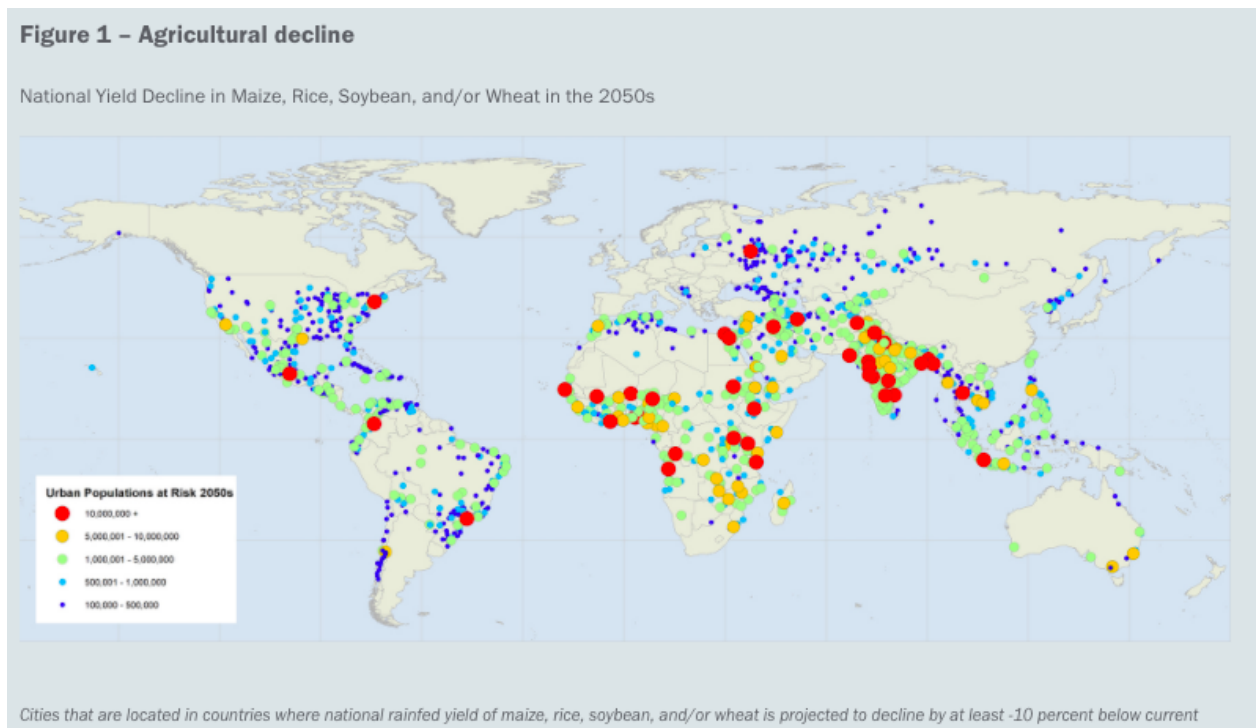 Figure 1 – Agricultural decline
National Yield Decline in Maize, Rice, Soybean, and/or Wheat in the 2050s
Urban Populations at Risk 2050s
10,000,000 +
5,000,001 - 10,000,000
1,000,001 - 5,000,000
500,001 - 1,000,000
100,000 - 500,000
Cities that are located in countries where national rainfed yield of maize, rice, soybean, and/or wheat is projected to decline by at least -10 percent below current